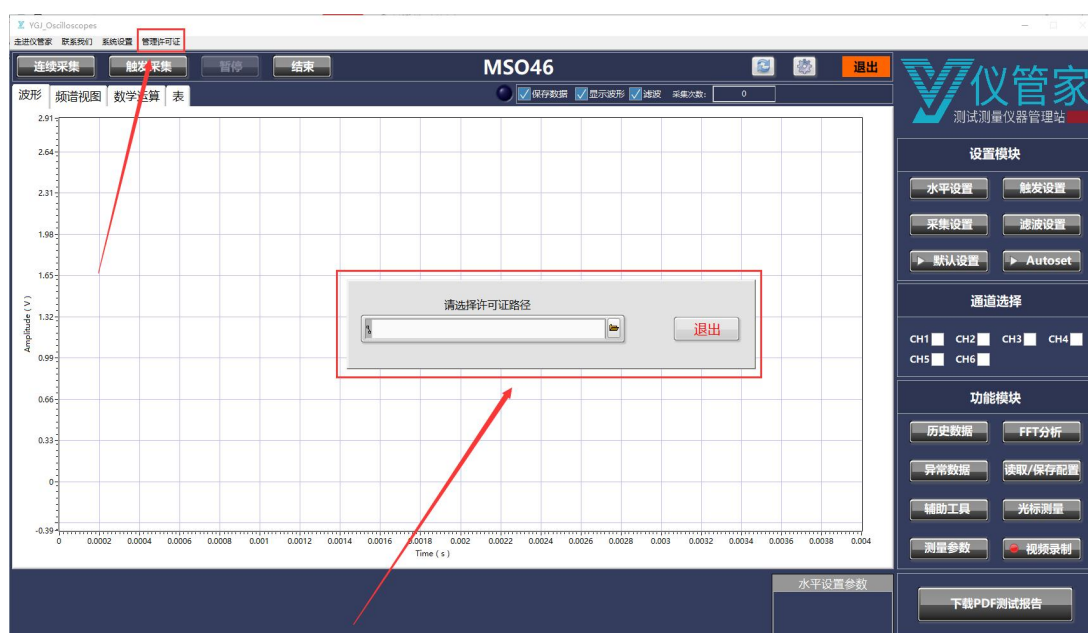 YGJ_Oscilloscopes
走进仪管家 联系我们 系统设置 管理许可证
连续采集 触发采集 暂停 结束 MSO46 退出
波形 频谱视图 数学运算 表 保存数据 显示波形 滤波 采集次数: 0
仪管家
测试测量仪器管理站
2.91
2.64
2.31
1.98
1.65
1.32
0.99
0.66
0.33
0
-0.39
Amplitude ( V )
0 0.0002 0.0004 0.0006 0.0008 0.001 0.0012 0.0014 0.0016 0.0018 0.002 0.0022 0.0024 0.0026 0.0028 0.003 0.0032 0.0034 0.0036 0.0038 0.004
Time ( s )
请选择许可证路径
退出
设置模块
水平设置 触发设置
采集设置 滤波设置
默认设置 Autoset
通道选择
CH1 CH2 CH3 CH4
CH5 CH6
功能模块
历史数据 FFT分析
异常数据 读取/保存配置
辅助工具 光标测量
测量参数 视频录制
水平设置参数
下载PDF测试报告